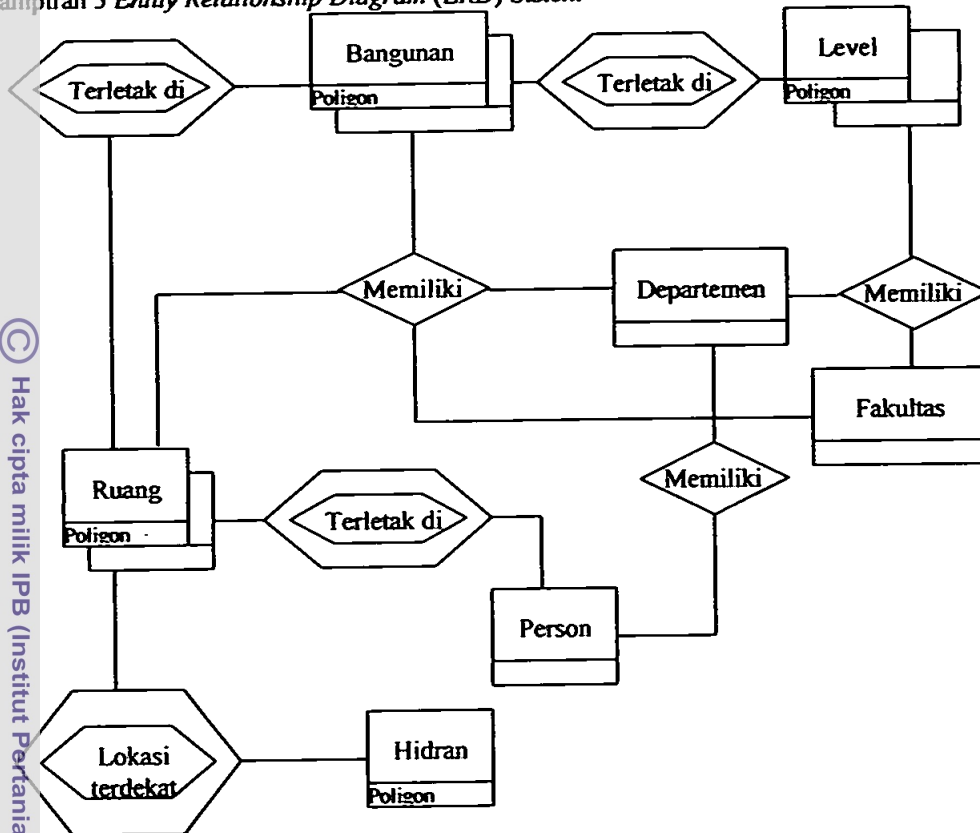 Entity Relationship Diagram (ERD) Sistem
Bangunan
Poligon
Level
Poligon
Terletak di
Terletak di
Memiliki
Departemen
Memiliki
Fakultas
Ruang
Poligon
Terletak di
Memiliki
Person
Lokasi
terdekat
Hidran
Poligon
© Hak cipta milik IPB (Institut